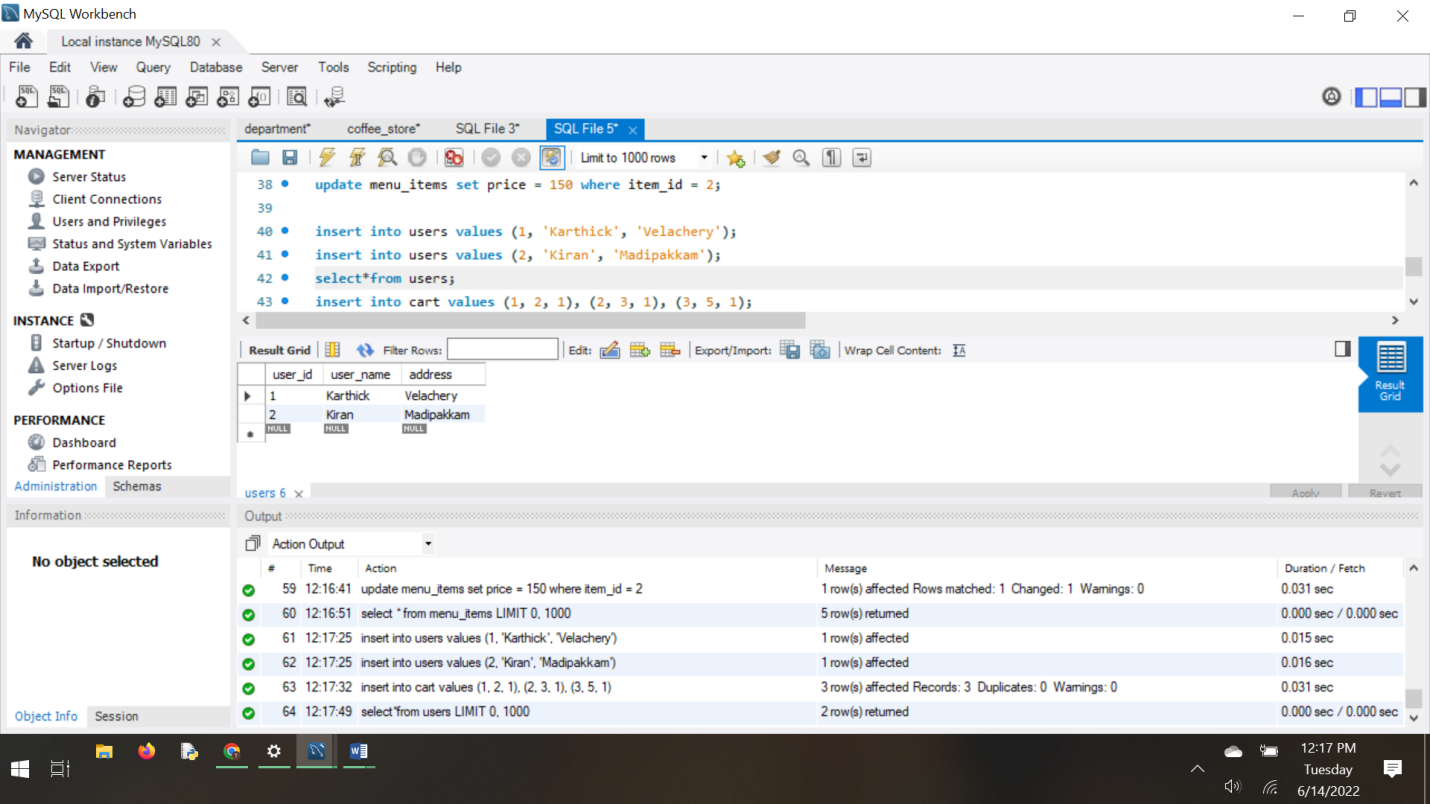 MySQL Workbench
Local instance MySQL80
File Edit View Query Database Server Tools Scripting Help
Navigator
MANAGEMENT
Server Status
Client Connections
Users and Privileges
Status and System Variables
Data Export
Data Import/Restore
INSTANCE
Startup / Shutdown
Server Logs
Options File
PERFORMANCE
Dashboard
Performance Reports
Administration Schemas
Information
No object selected
Object Info Session
department* coffee_store* SQL File 3* SQL File 5*
Limit to 1000 rows
38 update menu_items set price = 150 where item_id = 2;
39
40 insert into users values (1, 'Karthick', 'Velachery');
41 insert into users values (2, 'Kiran', 'Madipakkam');
42 select*from users;
43 insert into cart values (1, 2, 1), (2, 3, 1), (3, 5, 1);
Result Grid Filter Rows: Edit: Export/Import: Wrap Cell Content:
user_id user_name address
1 Karthick Velachery
2 Kiran Madipakkam
NULL NULL NULL
Result
Grid
users 6
Apply Revert
Output
Action Output
# Time Action Message Duration / Fetch
59 12:16:41 update menu_items set price = 150 where item_id = 2 1 row(s) affected Rows matched: 1 Changed: 1 Warnings: 0 0.031 sec
60 12:16:51 select * from menu_items LIMIT 0, 1000 5 row(s) returned 0.000 sec / 0.000 sec
61 12:17:25 insert into users values (1, 'Karthick', 'Velachery') 1 row(s) affected 0.015 sec
62 12:17:25 insert into users values (2, 'Kiran', 'Madipakkam') 1 row(s) affected 0.016 sec
63 12:17:32 insert into cart values (1, 2, 1), (2, 3, 1), (3, 5, 1) 3 row(s) affected Records: 3 Duplicates: 0 Warnings: 0 0.031 sec
64 12:17:49 select*from users LIMIT 0, 1000 2 row(s) returned 0.000 sec / 0.000 sec
12:17 PM
Tuesday
6/14/2022